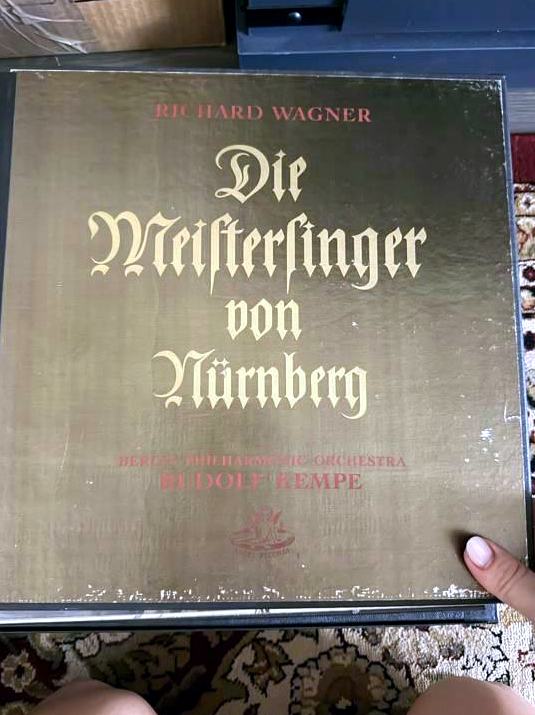 RICHARD WAGNER
Die
Meiſterſinger
von
Nürnberg
BERLIN PHILHARMONIC ORCHESTRA
RUDOLF KEMPE